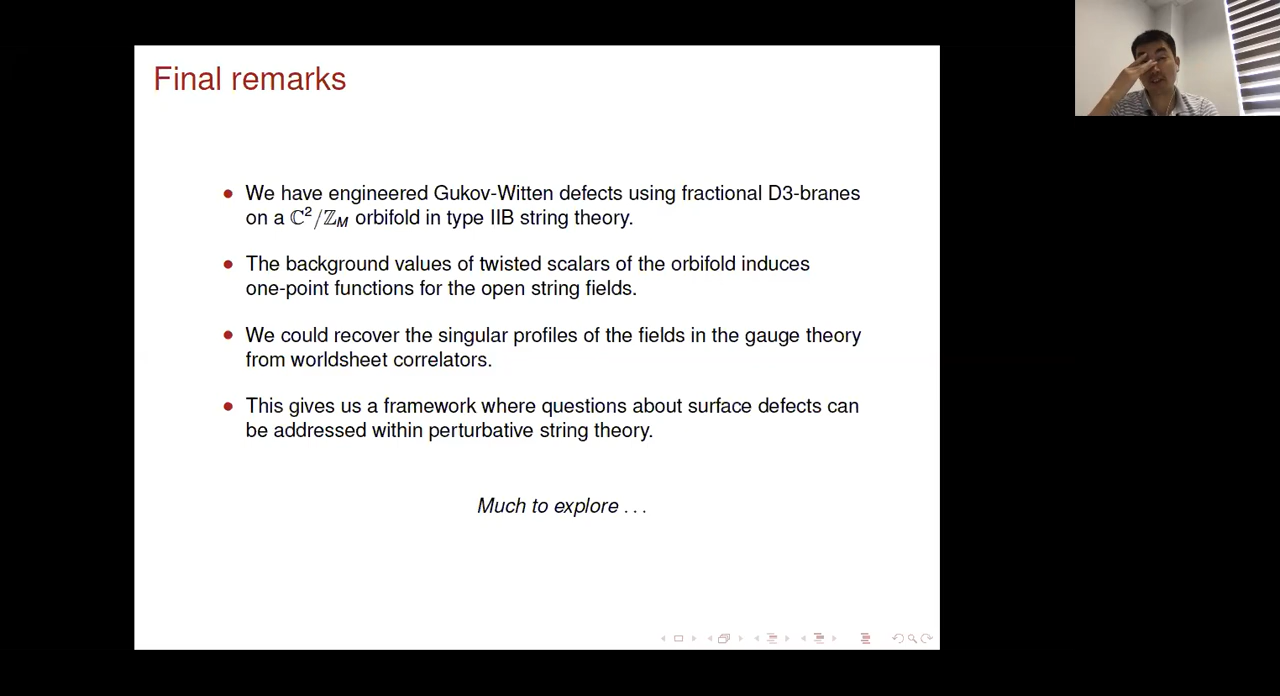 Final remarks
• We have engineered Gukov-Witten defects using fractional D3-branes
on a ℂ²/ℤ_M orbifold in type IIB string theory.
• The background values of twisted scalars of the orbifold induces
one-point functions for the open string fields.
• We could recover the singular profiles of the fields in the gauge theory
from worldsheet correlators.
• This gives us a framework where questions about surface defects can
be addressed within perturbative string theory.
Much to explore . . .